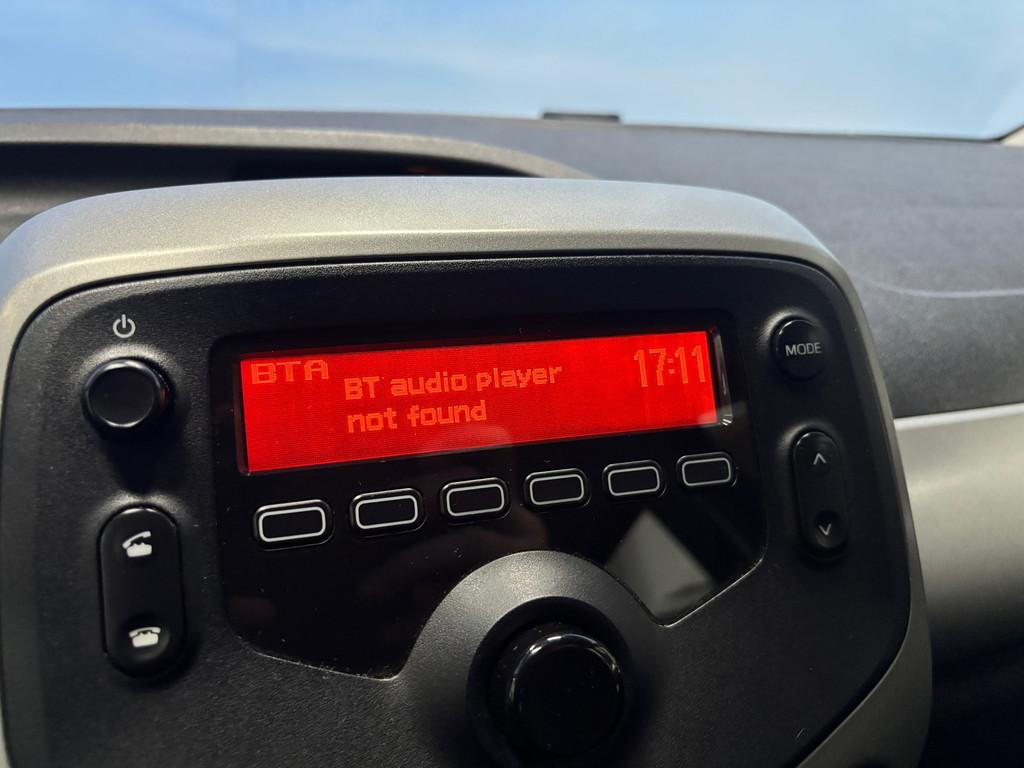 BTA
BT audio player
not found
17:11
MODE